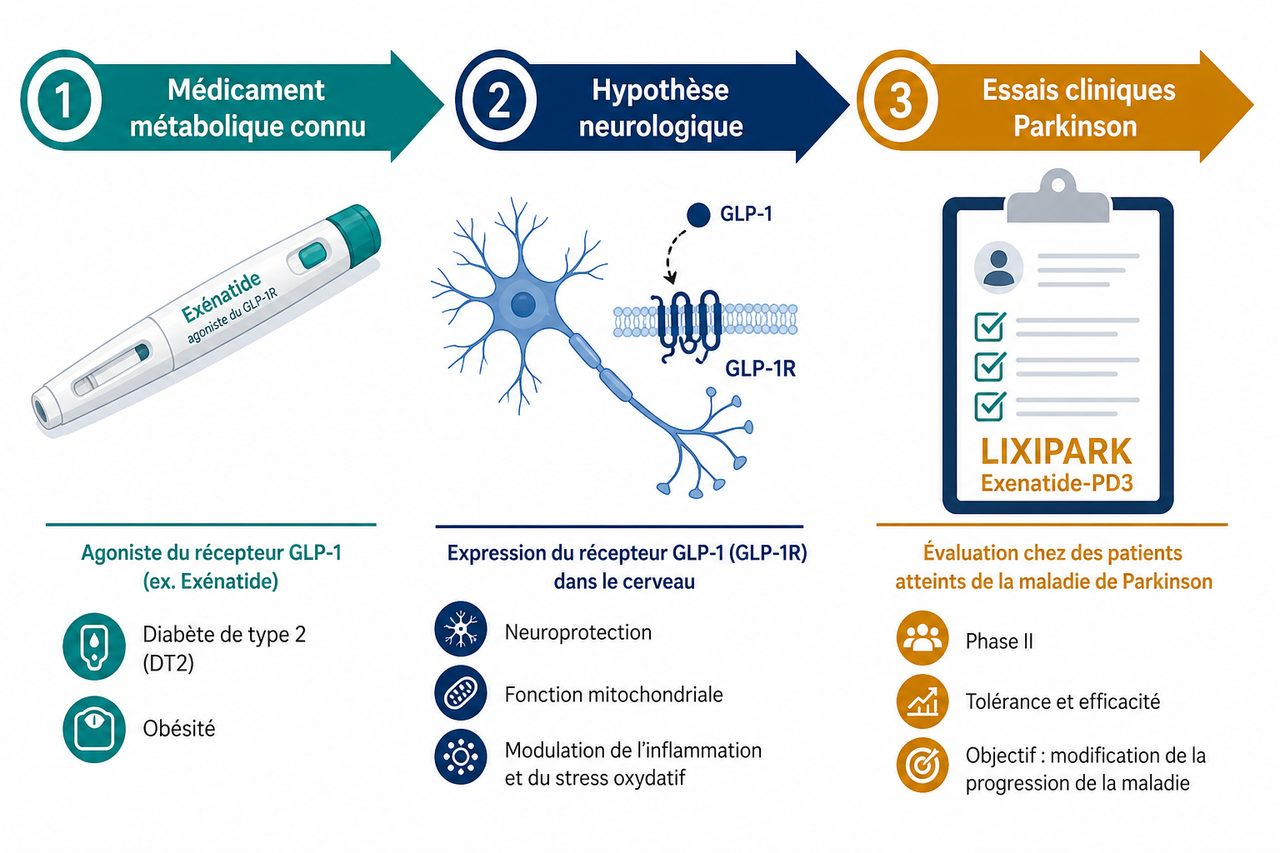 1
Médicament
métabolique connu
2
Hypothèse
neurologique
3
Essais cliniques
Parkinson
Exénatide
agoniste du GLP-1R
GLP-1
GLP-1R
LIXIPARK
Exenatide-PD3
Agoniste du récepteur GLP-1
(ex. Exénatide)
Diabète de type 2
(DT2)
Obésité
Expression du récepteur GLP-1 (GLP-1R)
dans le cerveau
Neuroprotection
Fonction mitochondriale
Modulation de l’inflammation
et du stress oxydatif
Évaluation chez des patients
atteints de la maladie de Parkinson
Phase II
Tolérance et efficacité
Objectif : modification de la
progression de la maladie